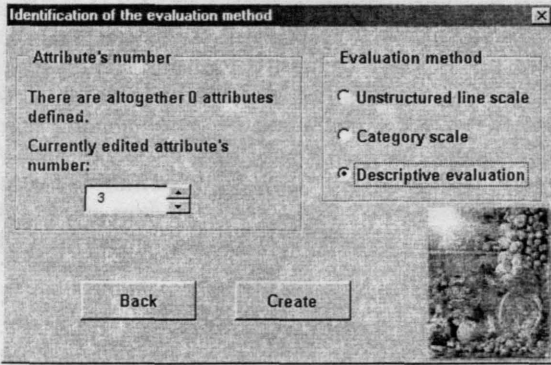 Identification of the evaluation method
Attribute's number
There are altogether 0 attributes
defined.
Currently edited attribute's
number:
3
Evaluation method
Unstructured line scale
Category scale
Descriptive evaluation
Back
Create